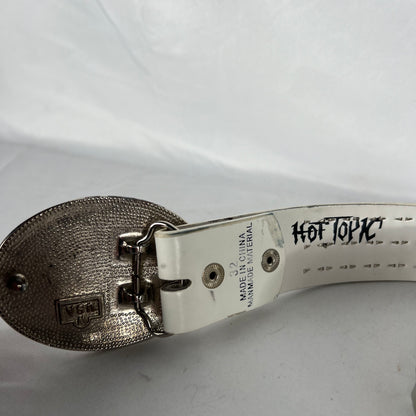 32
MADE IN CHINA
MANMADE MATERIAL
HOT TOPIC